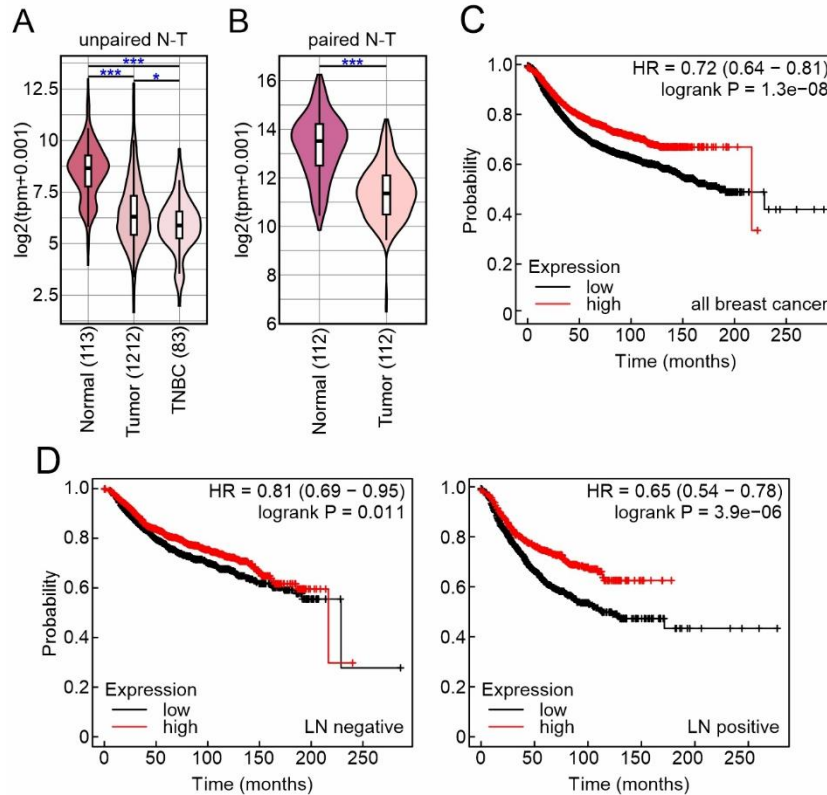 A
unpaired N-T
***
***
*
log2(tpm+0.001)
12.5
10.0
7.5
5.0
2.5
Normal (113)
Tumor (1212)
TNBC (83)
B
paired N-T
***
log2(tpm+0.001)
16
14
12
10
8
6
Normal (112)
Tumor (112)
C
HR = 0.72 (0.64 − 0.81)
logrank P = 1.3e−08
Probability
1.0
0.8
0.6
0.4
0.2
0
Expression
low
high
all breast cancer
0 50 100 150 200 250
Time (months)
D
HR = 0.81 (0.69 − 0.95)
logrank P = 0.011
Probability
1.0
0.8
0.6
0.4
0.2
0
Expression
low
high
LN negative
0 50 100 150 200 250
Time (months)
HR = 0.65 (0.54 − 0.78)
logrank P = 3.9e−06
1.0
0.8
0.6
0.4
0.2
0
Expression
low
high
LN positive
0 50 100 150 200 250
Time (months)